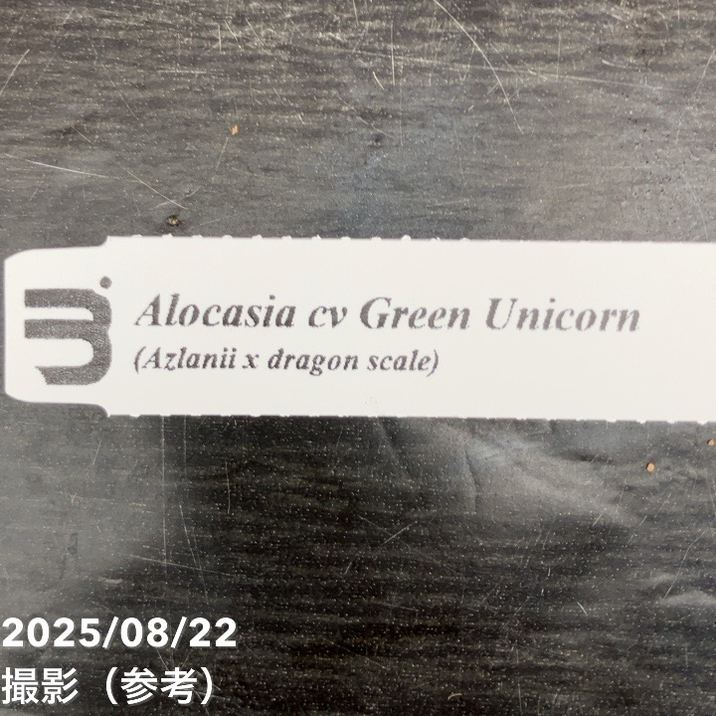 Alocasia cv Green Unicorn
(Azlanii x dragon scale)
2025/08/22
撮影（参考）